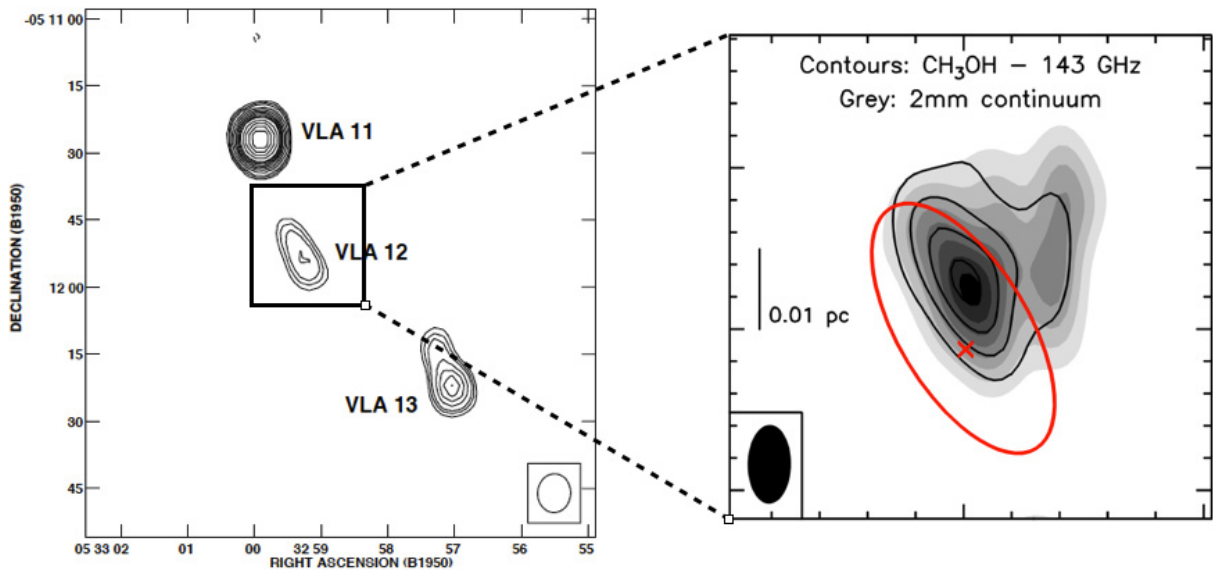 -05 11 00
15
30
45
12 00
15
30
45
DECLINATION (B1950)
VLA 11
VLA 12
VLA 13
05 33 02
01
00
32 59
58
57
56
55
RIGHT ASCENSION (B1950)
Contours: CH₃OH – 143 GHz
Grey: 2mm continuum
0.01 pc